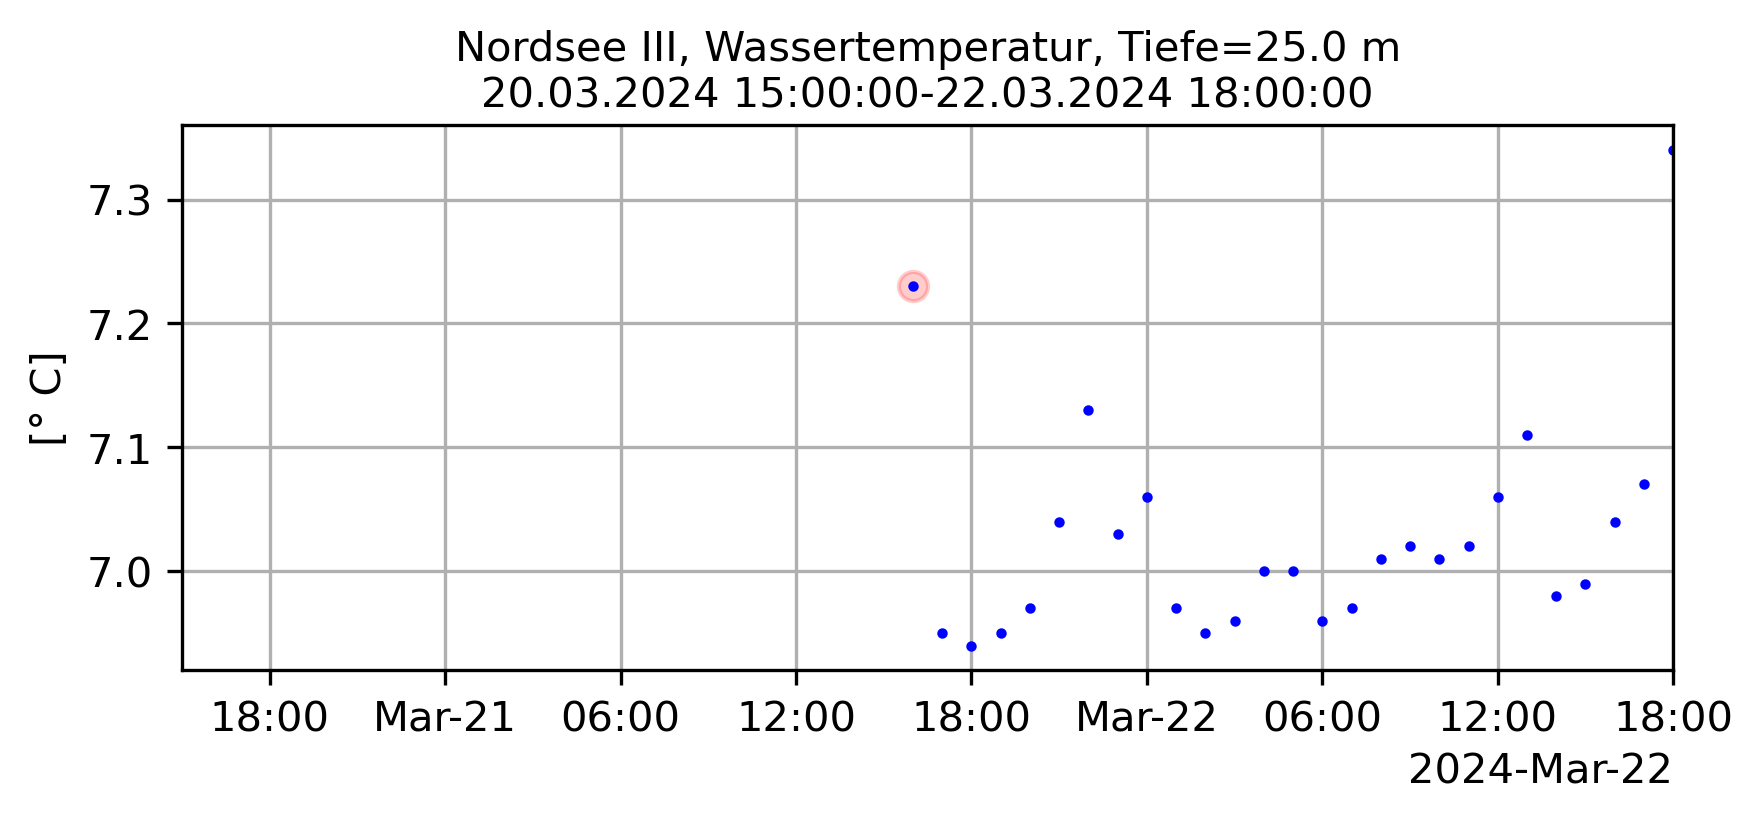 Nordsee III, Wassertemperatur, Tiefe=25.0 m
20.03.2024 15:00:00-22.03.2024 18:00:00
7.3
7.2
7.1
7.0
[° C]
18:00 Mar-21 06:00 12:00 18:00 Mar-22 06:00 12:00 18:00
2024-Mar-22